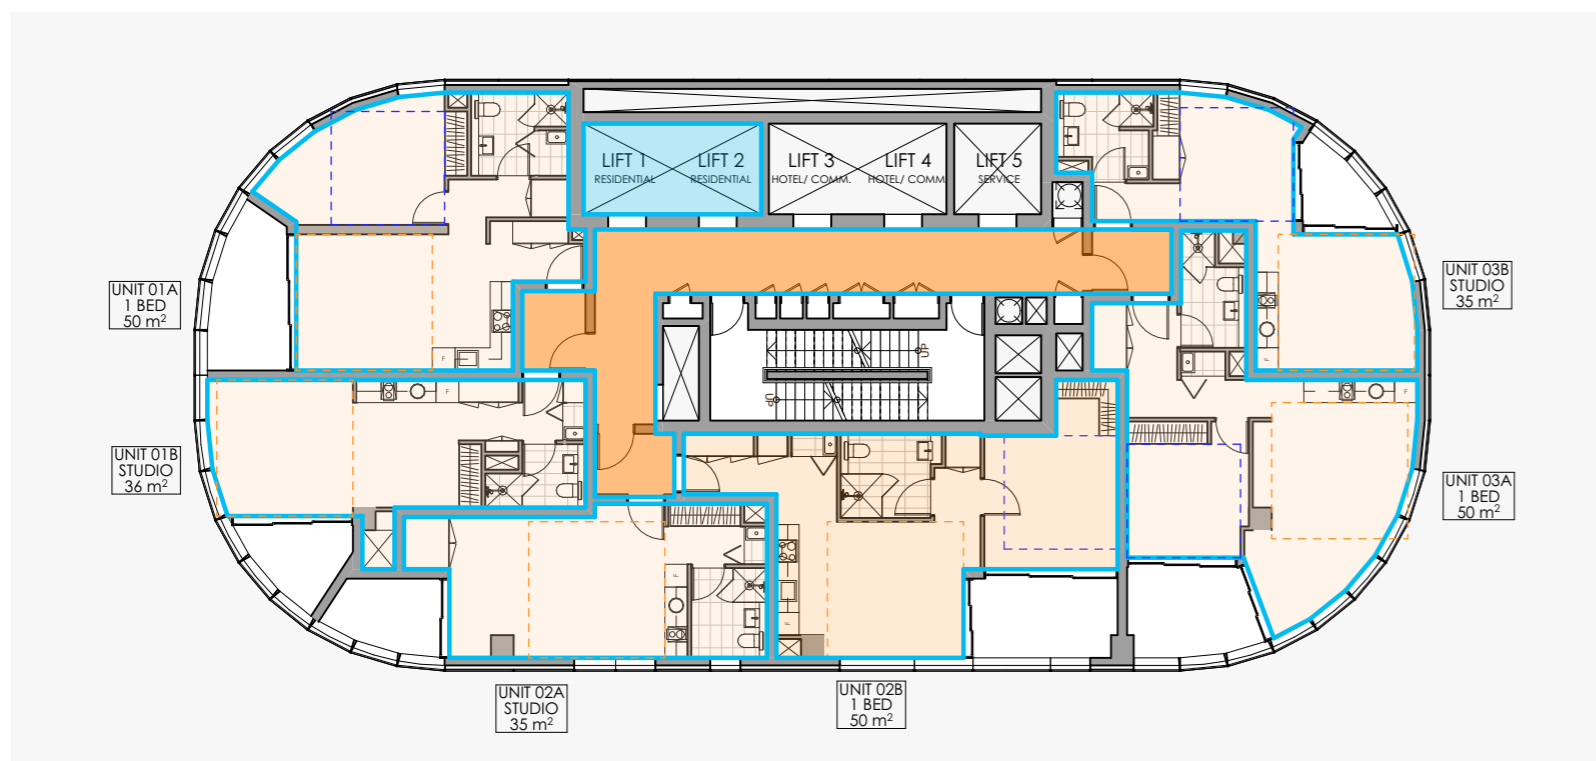 LIFT 1
RESIDENTIAL
LIFT 2
RESIDENTIAL
LIFT 3
HOTEL/ COMM.
LIFT 4
HOTEL/ COMM.
LIFT 5
SERVICE
UNIT 01A
1 BED
50 m²
UNIT 03B
STUDIO
35 m²
UP
F
UP
F
F
UNIT 01B
STUDIO
36 m²
UNIT 03A
1 BED
50 m²
F
F
F
UNIT 02A
STUDIO
35 m²
UNIT 02B
1 BED
50 m²